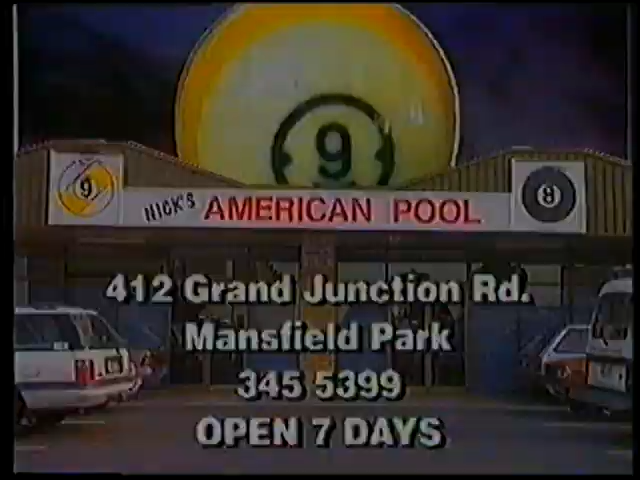 9
9
NICK'S AMERICAN POOL
8
412 Grand Junction Rd.
Mansfield Park
345 5399
OPEN 7 DAYS